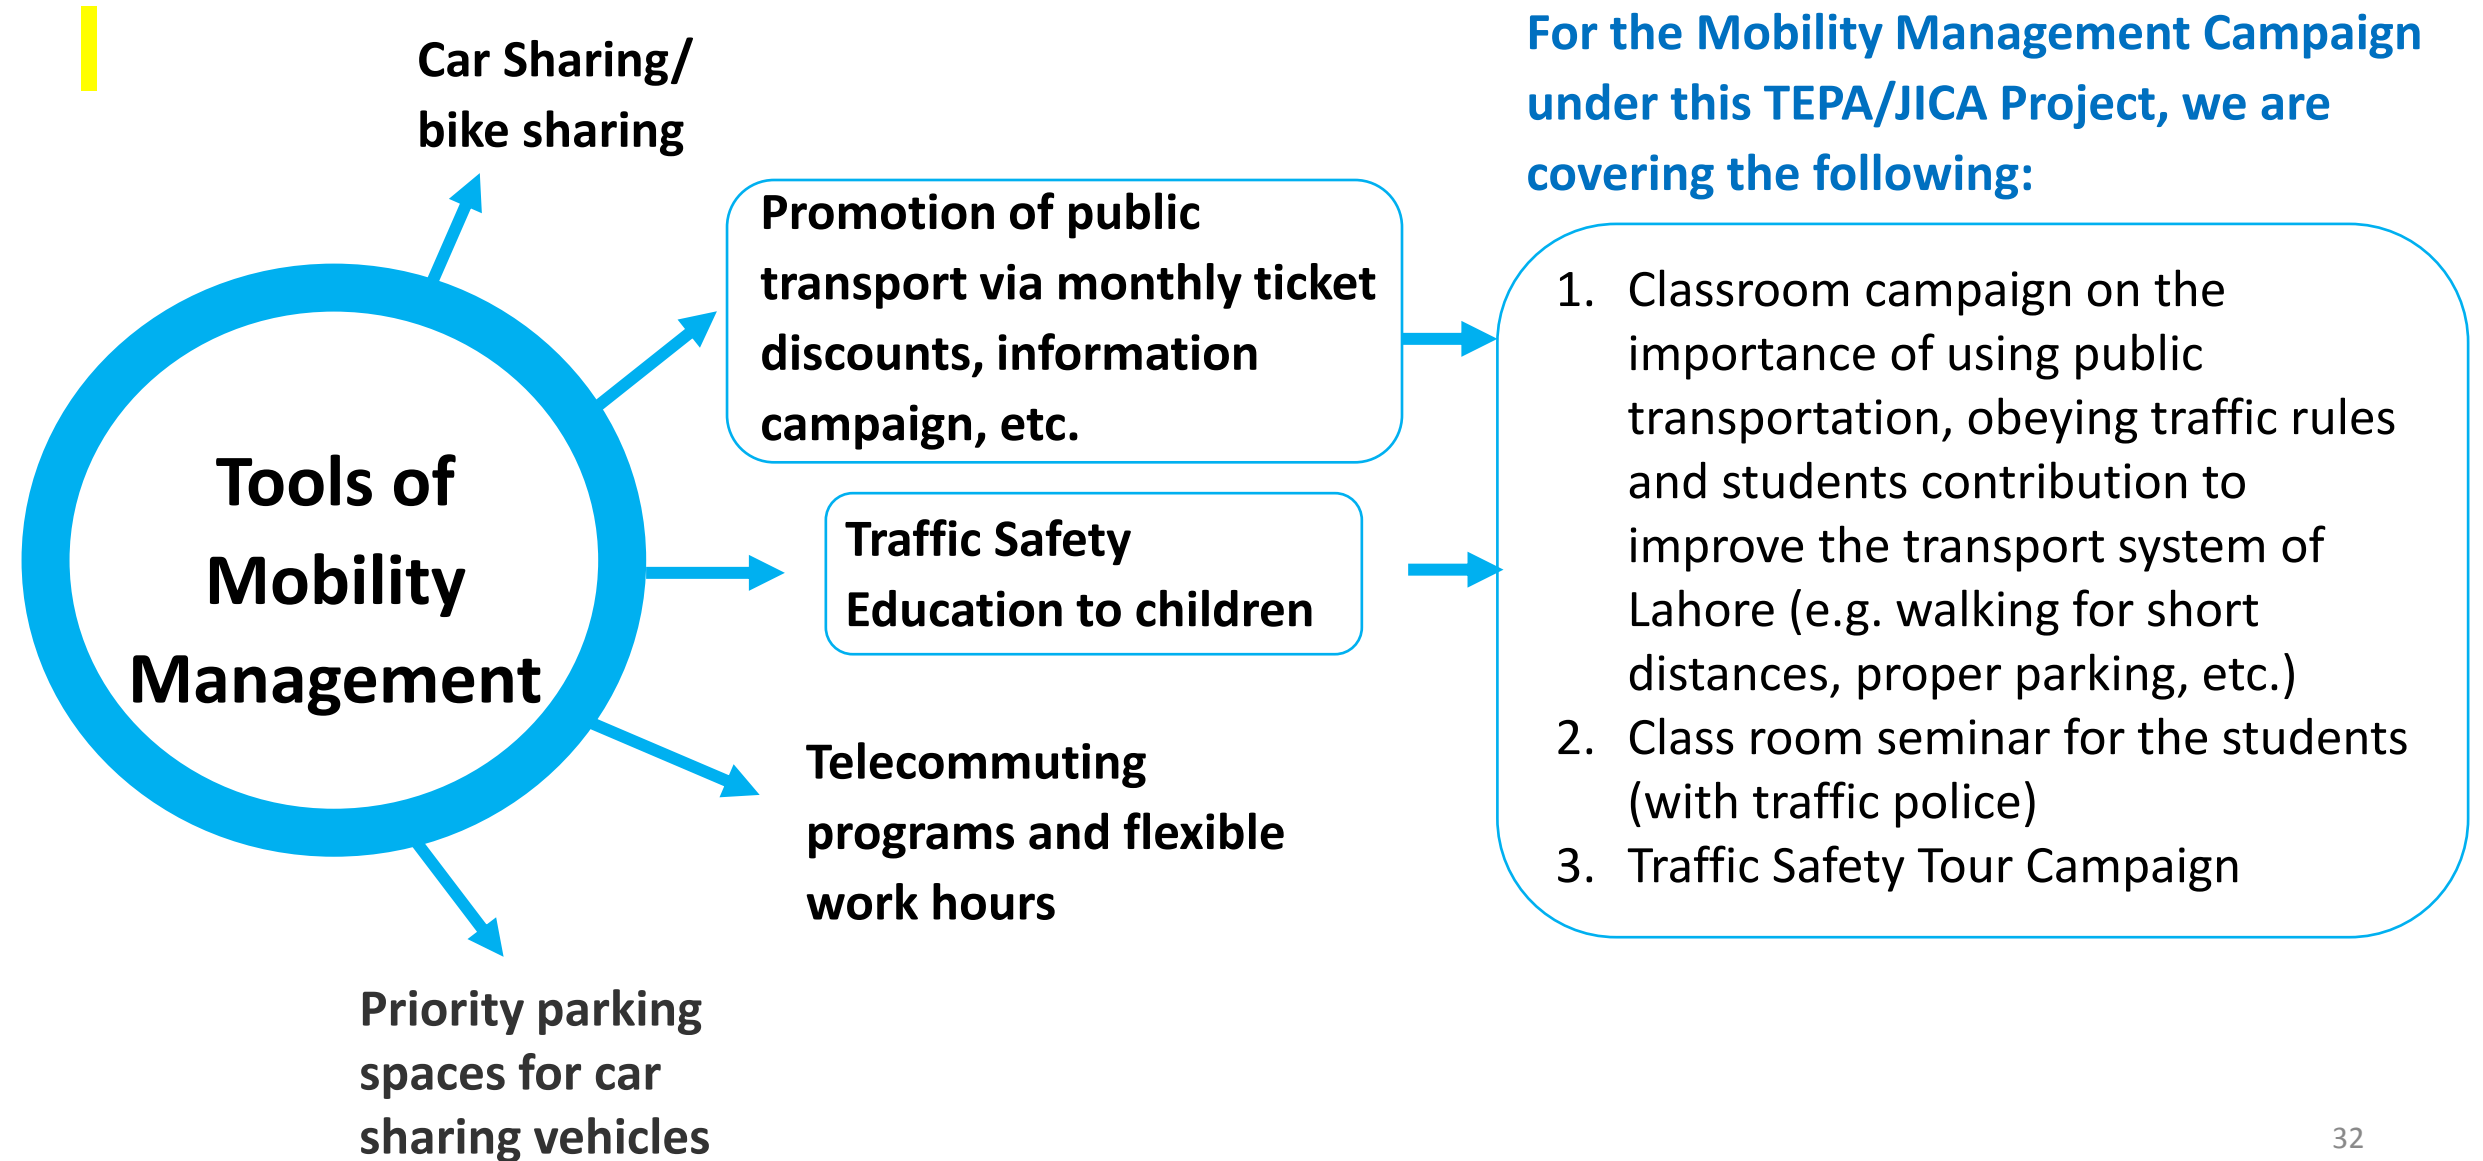 Car Sharing/
bike sharing
Promotion of public
transport via monthly ticket
discounts, information
campaign, etc.
Tools of
Mobility
Management
Traffic Safety
Education to children
Telecommuting
programs and flexible
work hours
Priority parking
spaces for car
sharing vehicles
For the Mobility Management Campaign
under this TEPA/JICA Project, we are
covering the following:
1. Classroom campaign on the
importance of using public
transportation, obeying traffic rules
and students contribution to
improve the transport system of
Lahore (e.g. walking for short
distances, proper parking, etc.)
2. Class room seminar for the students
(with traffic police)
3. Traffic Safety Tour Campaign
32